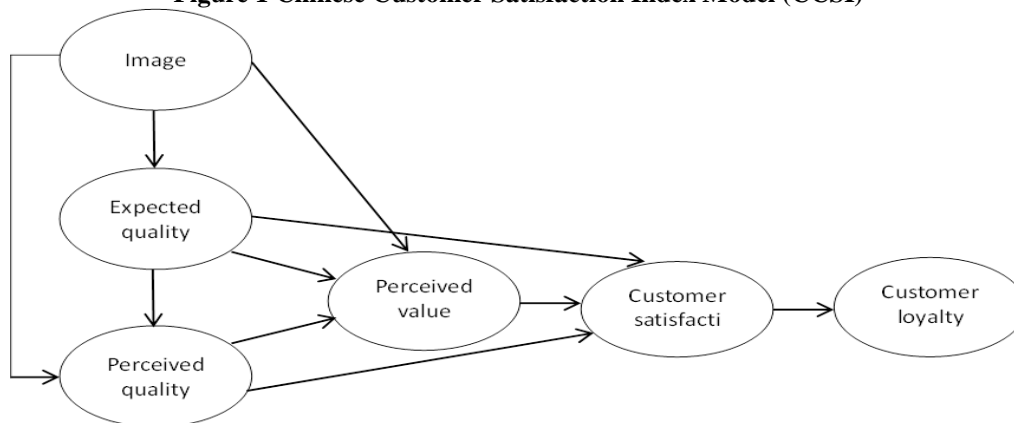 Figure 1 Chinese Customer Satisfaction Index Model (CCSI)
Image
Expected
quality
Perceived
quality
Perceived
value
Customer
satisfacti
Customer
loyalty